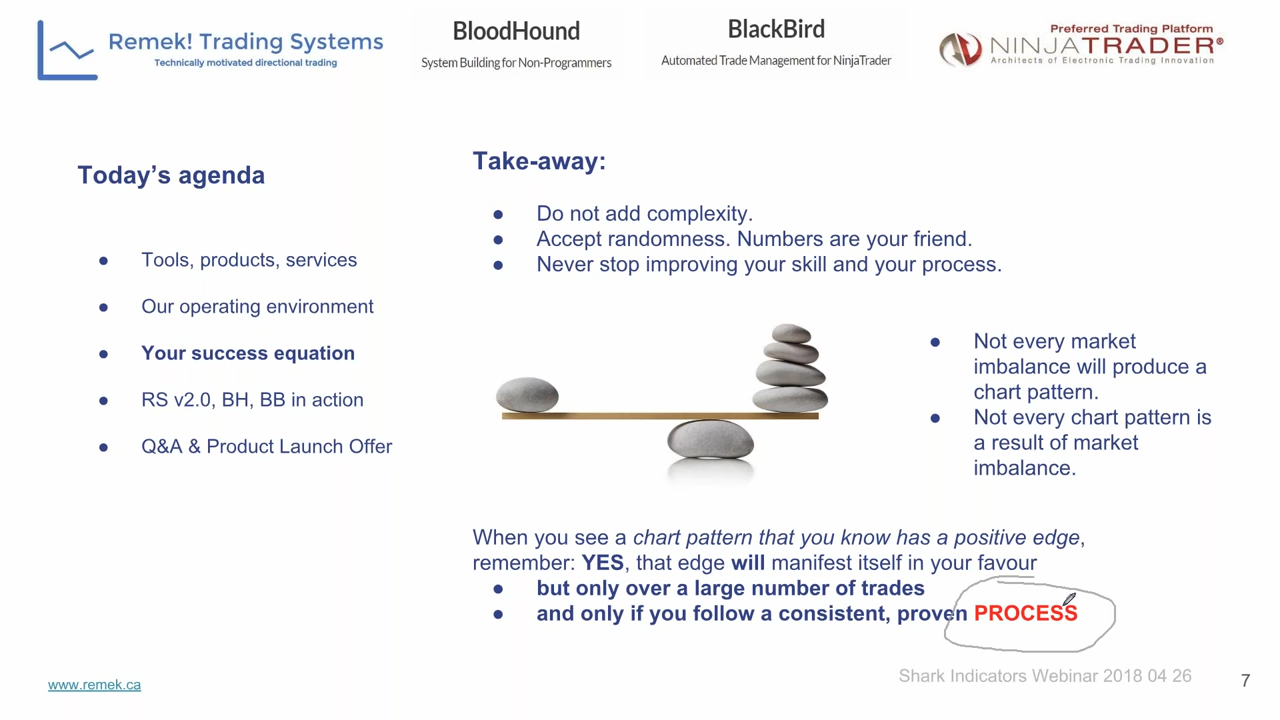 Remek! Trading Systems
Technically motivated directional trading
BloodHound
System Building for Non-Programmers
BlackBird
Automated Trade Management for NinjaTrader
Preferred Trading Platform
NINJATRADER®
Architects of Electronic Trading Innovation
Today's agenda
● Tools, products, services
● Our operating environment
● Your success equation
● RS v2.0, BH, BB in action
● Q&A & Product Launch Offer
Take-away:
● Do not add complexity.
● Accept randomness. Numbers are your friend.
● Never stop improving your skill and your process.
● Not every market
imbalance will produce a
chart pattern.
● Not every chart pattern is
a result of market
imbalance.
When you see a chart pattern that you know has a positive edge,
remember: YES, that edge will manifest itself in your favour
● but only over a large number of trades
● and only if you follow a consistent, proven PROCESS
www.remek.ca
Shark Indicators Webinar 2018 04 26
7